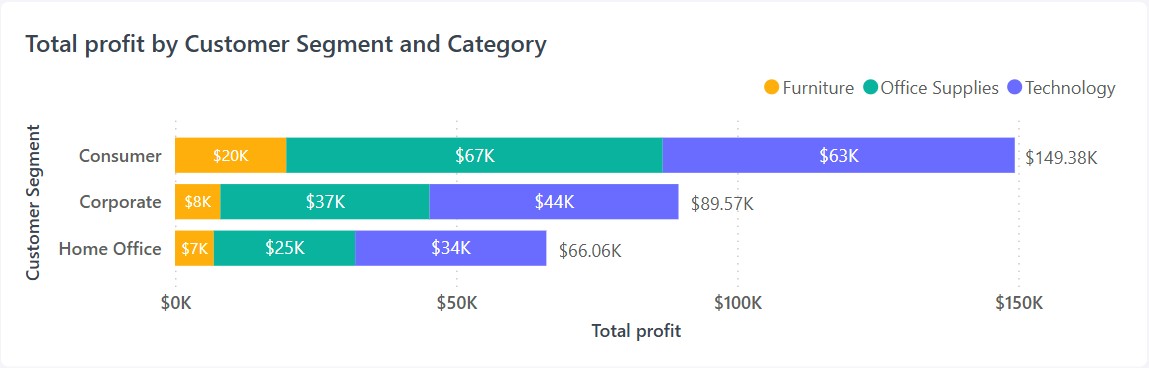 Total profit by Customer Segment and Category
Furniture Office Supplies Technology
Customer Segment
Consumer $20K $67K $63K $149.38K
Corporate $8K $37K $44K $89.57K
Home Office $7K $25K $34K $66.06K
$0K $50K $100K $150K
Total profit